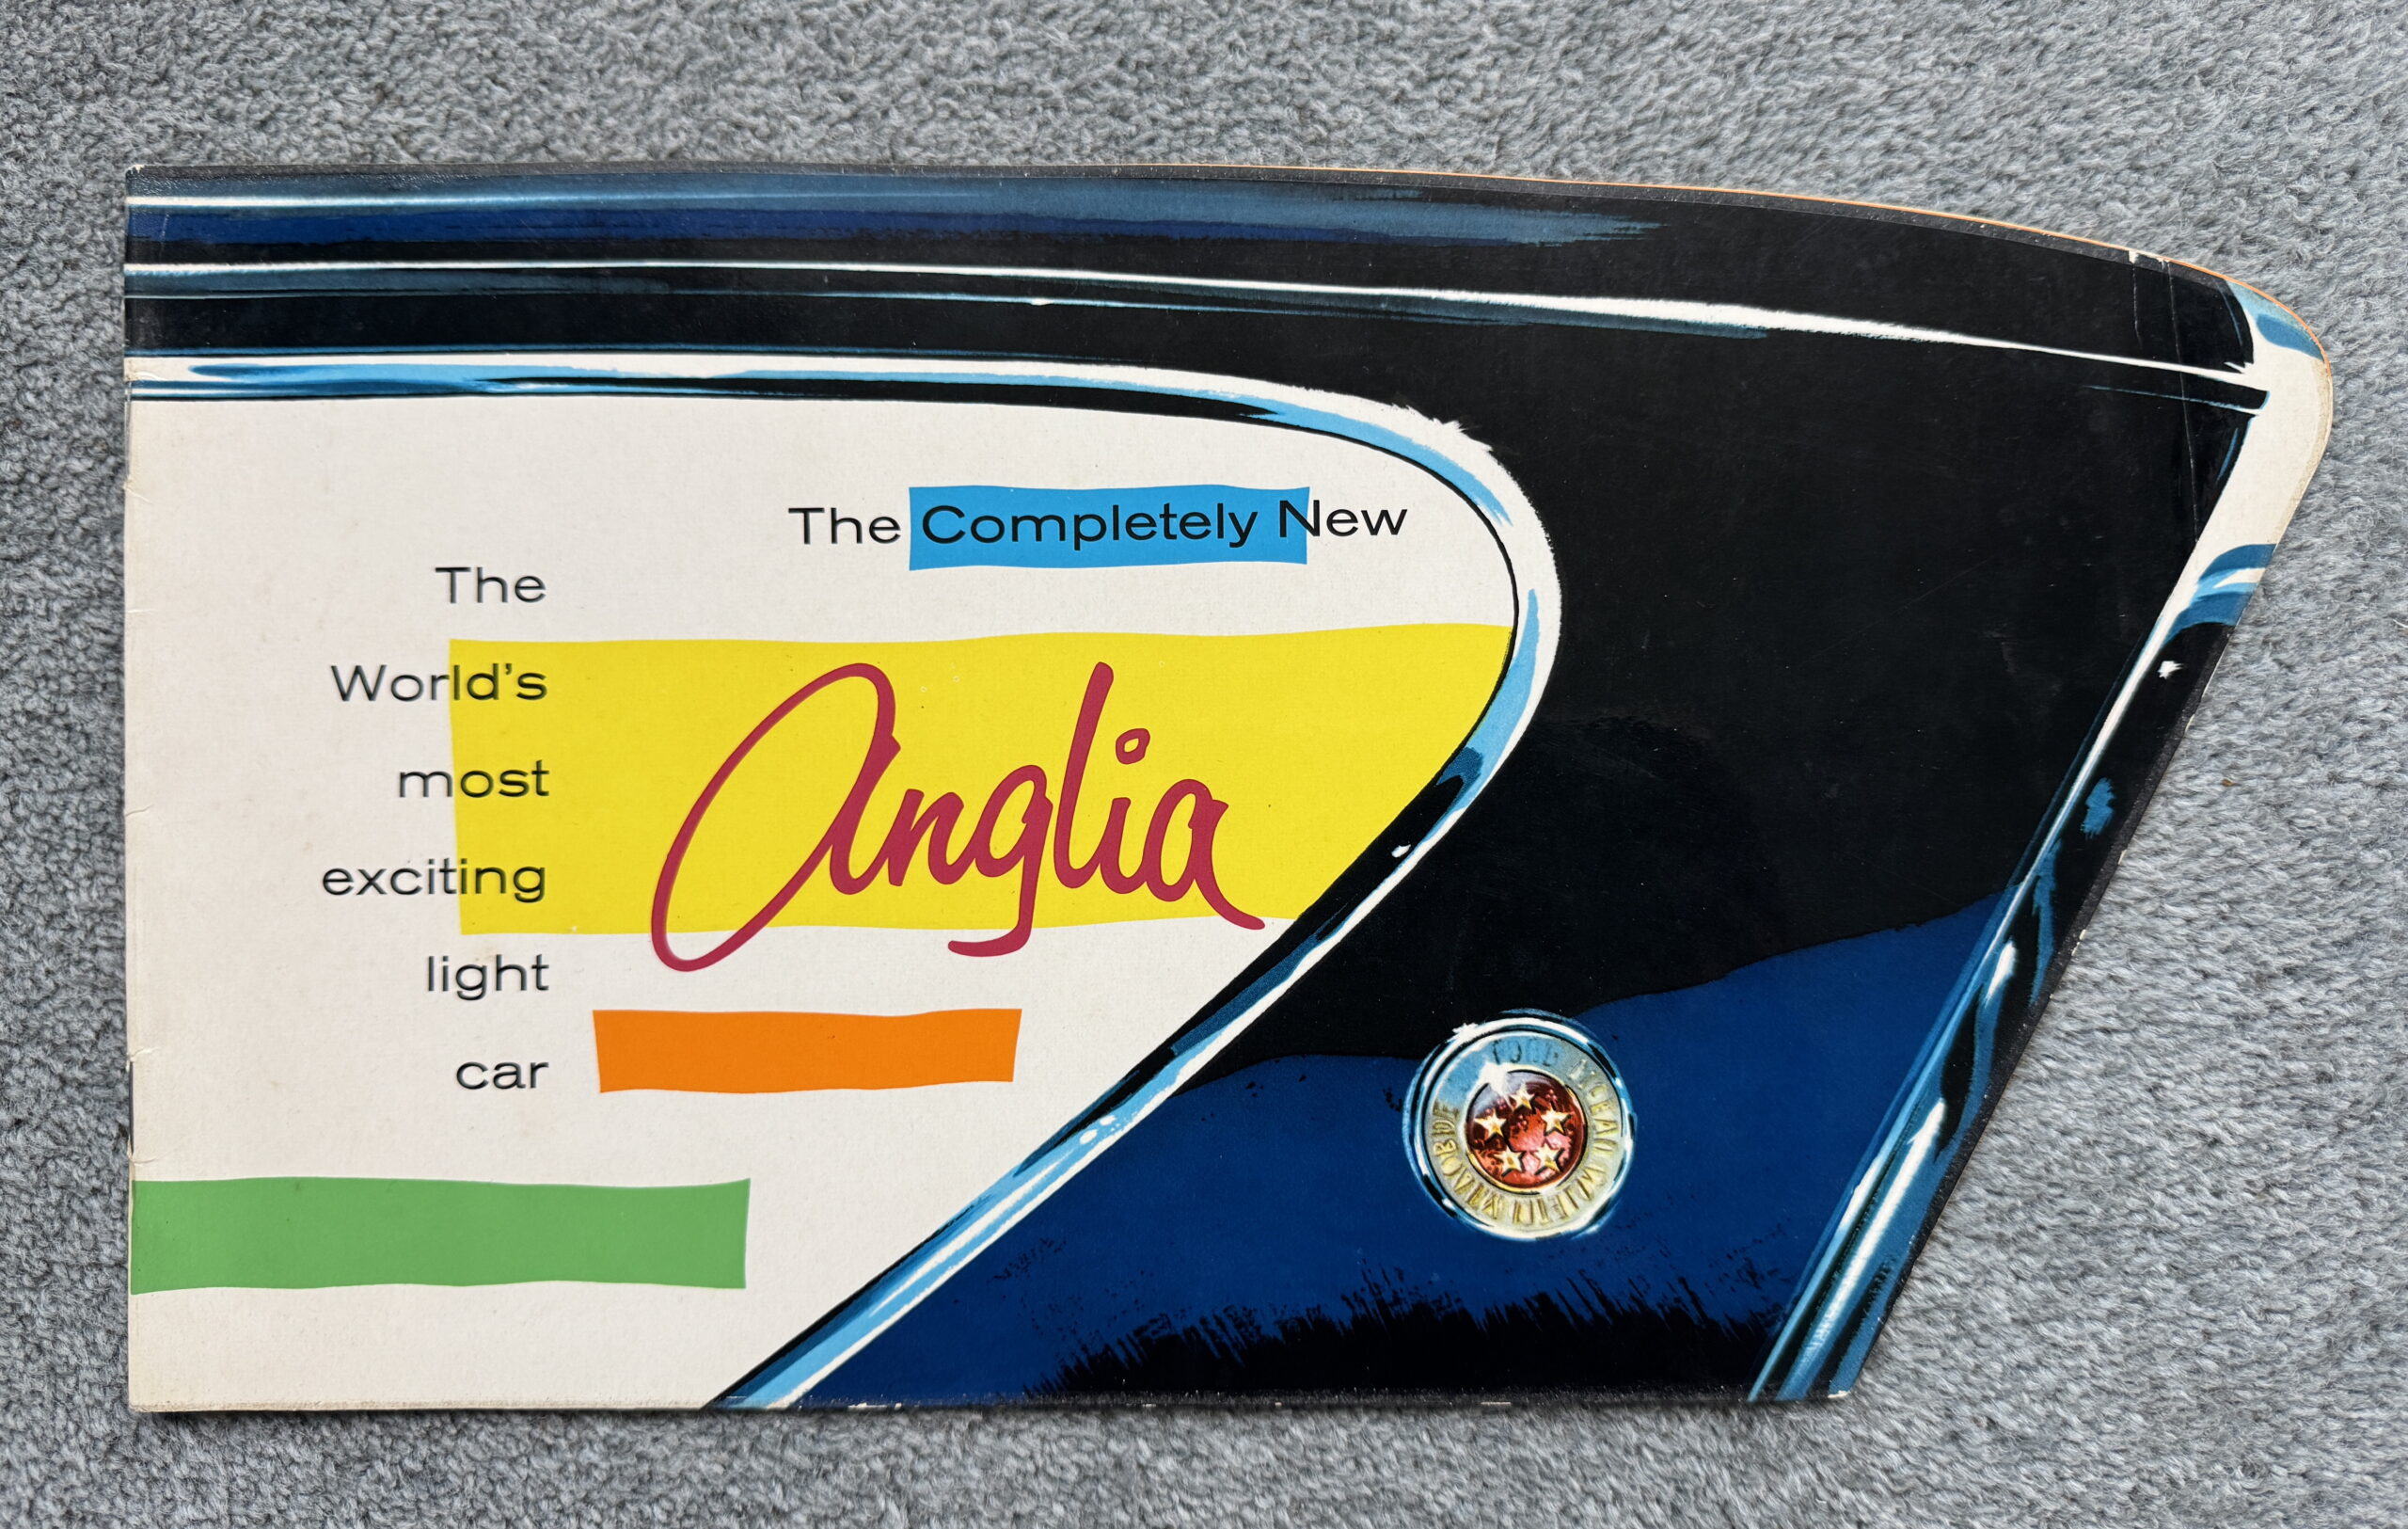 The Completely New
Anglia
The
World's
most
exciting
light
car